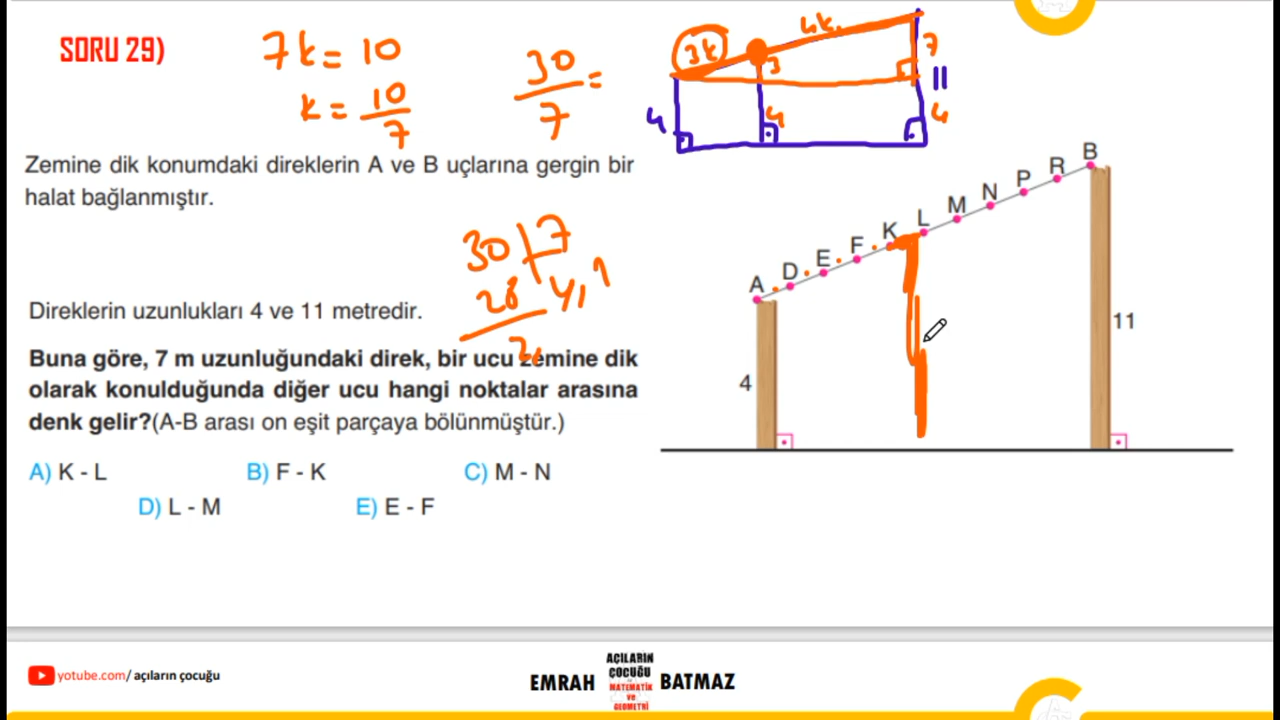 SORU 29)
7k = 10
k = 10/7
30/7 =
3k
4k
3
7
11
4
4
4
Zemine dik konumdaki direklerin A ve B uçlarına gergin bir
halat bağlanmıştır.
30 7
28 4,
2
Direklerin uzunlukları 4 ve 11 metredir.
Buna göre, 7 m uzunluğundaki direk, bir ucu zemine dik
olarak konulduğunda diğer ucu hangi noktalar arasına
denk gelir?(A-B arası on eşit parçaya bölünmüştür.)
A) K - L
B) F - K
C) M - N
D) L - M
E) E - F
A D E F K L M N P R B
4
11
yotube.com/ açıların çocuğu
EMRAH
AÇILARIN
ÇOCUĞU
MATEMATİK
ve
GEOMETRİ
BATMAZ